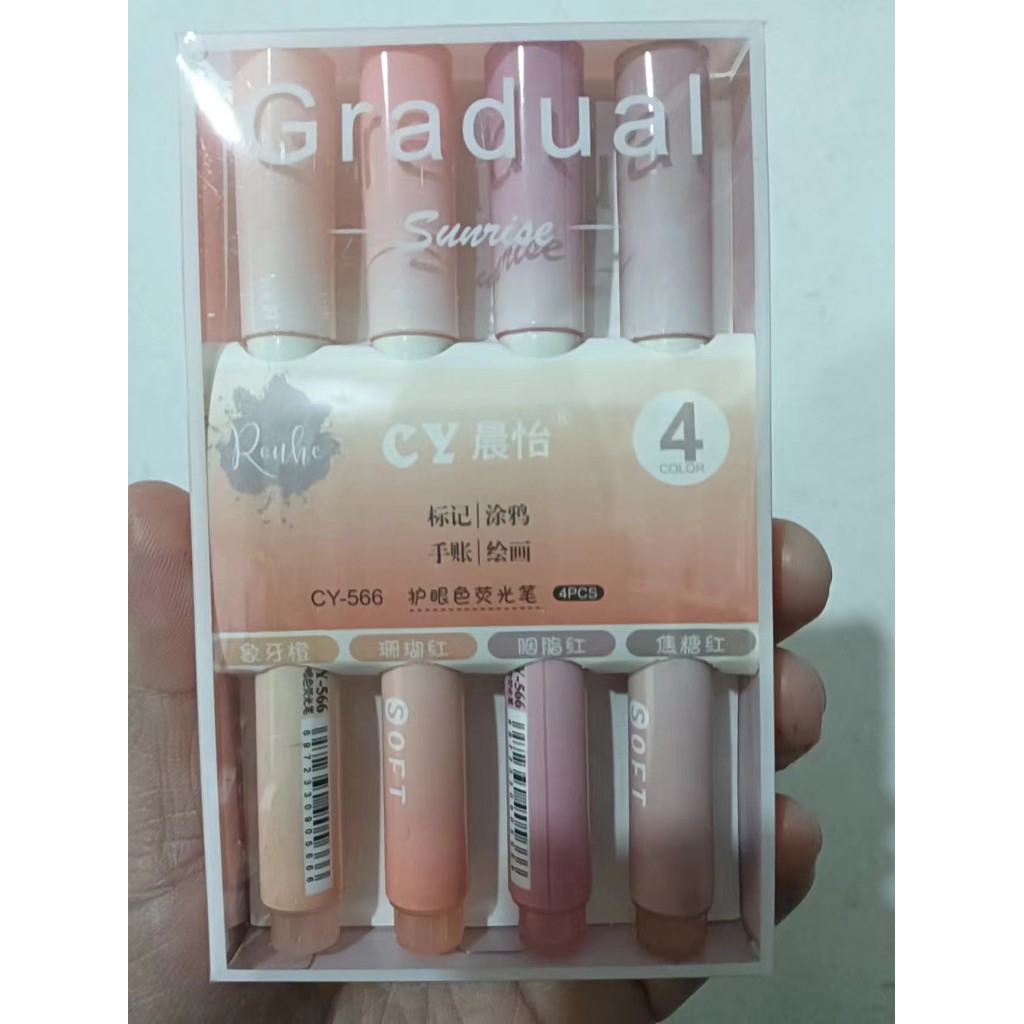 Gradual
Sunrise
Rouhe
CY 晨怡®
4
COLOR
标记|涂鸦
手账|绘画
CY-566 护眼色荧光笔 4PCS
象牙橙 珊瑚红 胭脂红 焦糖红
SOFT
SOFT
6972330905666